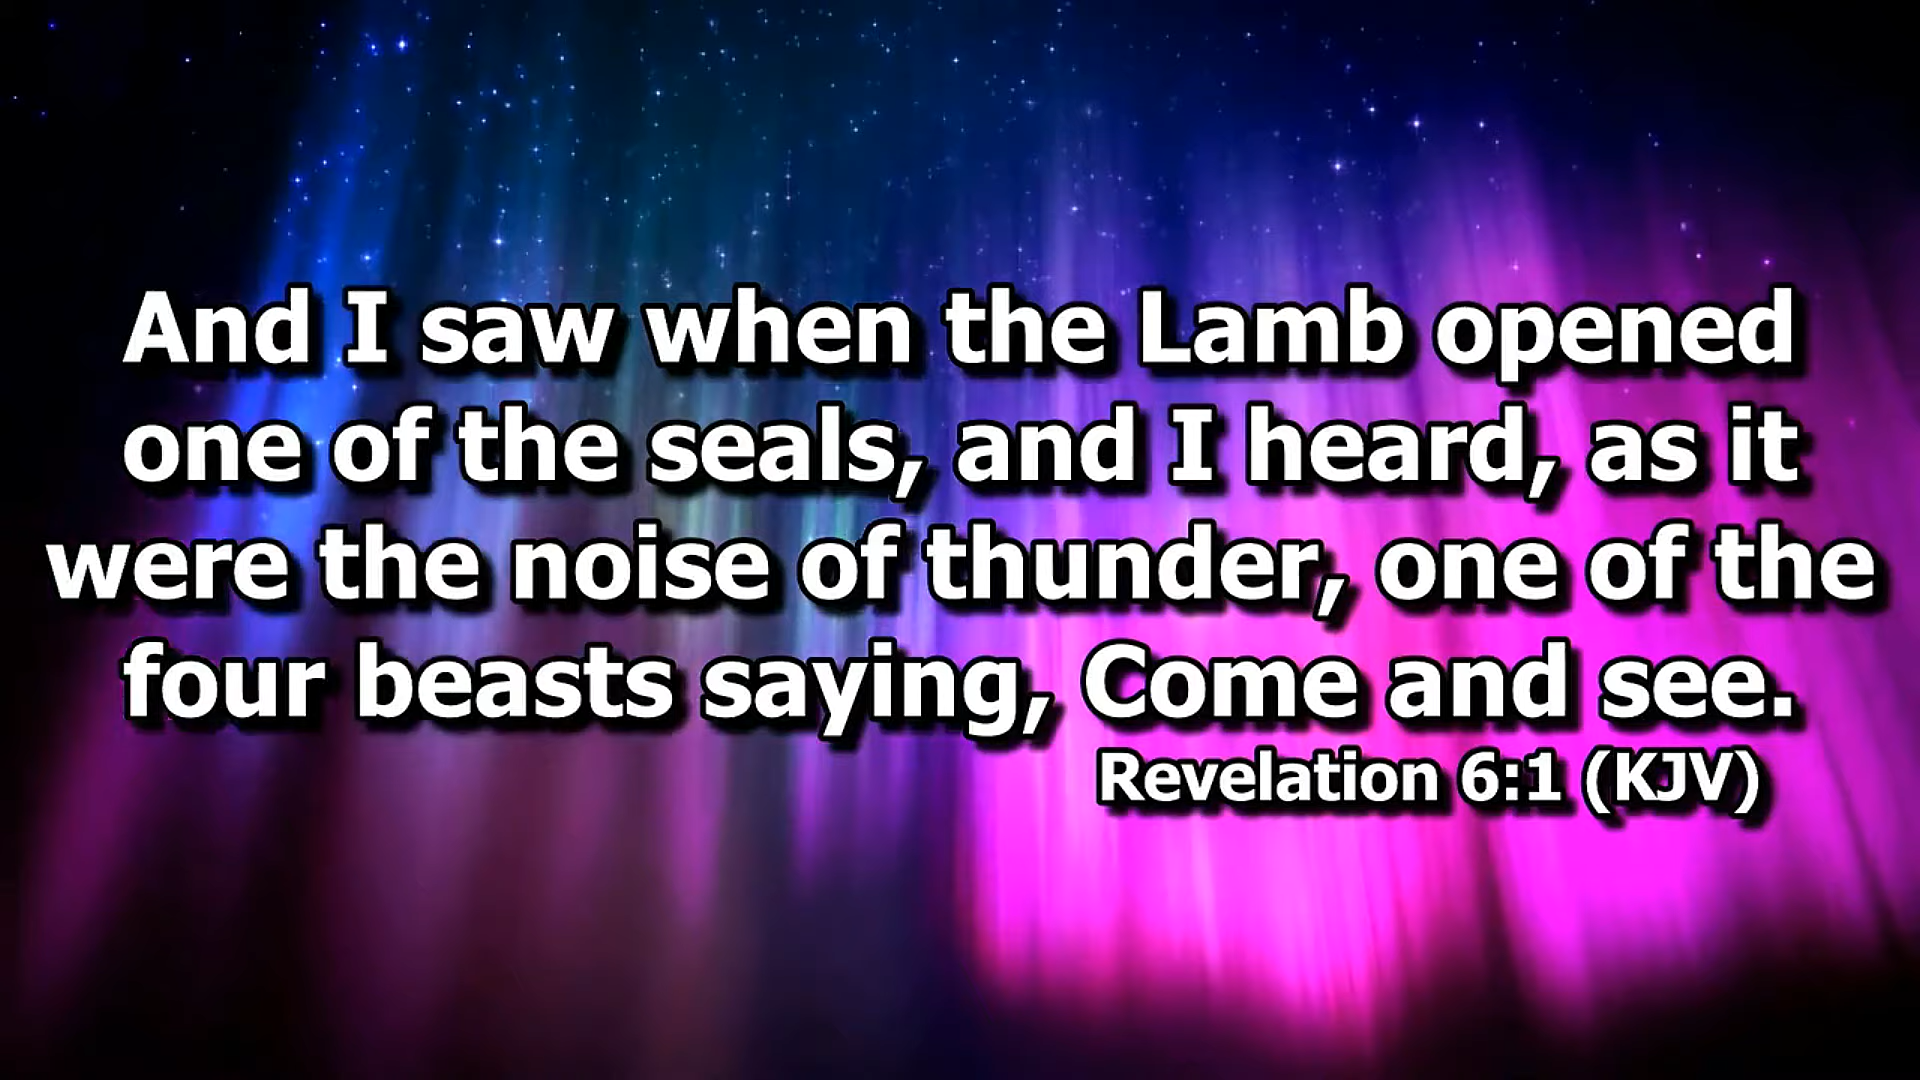 And I saw when the Lamb opened
one of the seals, and I heard, as it
were the noise of thunder, one of the
four beasts saying, Come and see.
Revelation 6:1 (KJV)